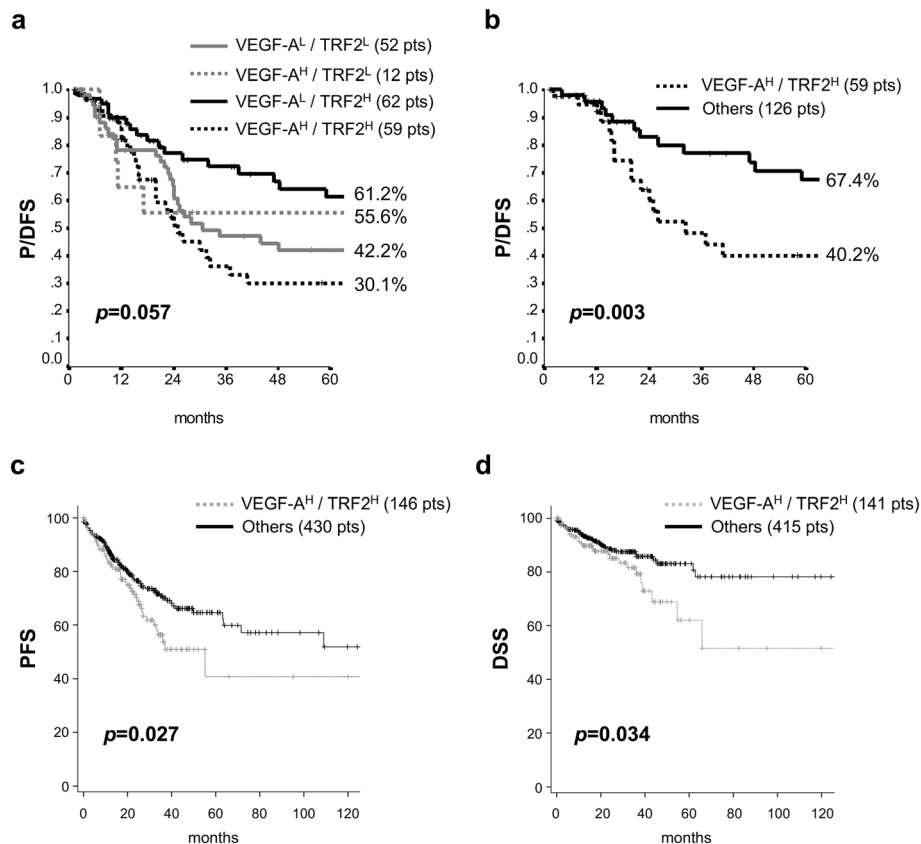 a
VEGF-Aᴸ / TRF2ᴸ (52 pts)
VEGF-Aᴴ / TRF2ᴸ (12 pts)
VEGF-Aᴸ / TRF2ᴴ (62 pts)
VEGF-Aᴴ / TRF2ᴴ (59 pts)
P/DFS
1.0
.9
.8
.7
.6
.5
.4
.3
.2
.1
0.0
61.2%
55.6%
42.2%
30.1%
p=0.057
0 12 24 36 48 60
months
b
VEGF-Aᴴ / TRF2ᴴ (59 pts)
Others (126 pts)
P/DFS
1.0
.9
.8
.7
.6
.5
.4
.3
.2
.1
0.0
67.4%
40.2%
p=0.003
0 12 24 36 48 60
months
c
VEGF-Aᴴ / TRF2ᴴ (146 pts)
Others (430 pts)
PFS
100
80
60
40
20
0
p=0.027
0 20 40 60 80 100 120
months
d
VEGF-Aᴴ / TRF2ᴴ (141 pts)
Others (415 pts)
DSS
100
80
60
40
20
0
p=0.034
0 20 40 60 80 100 120
months